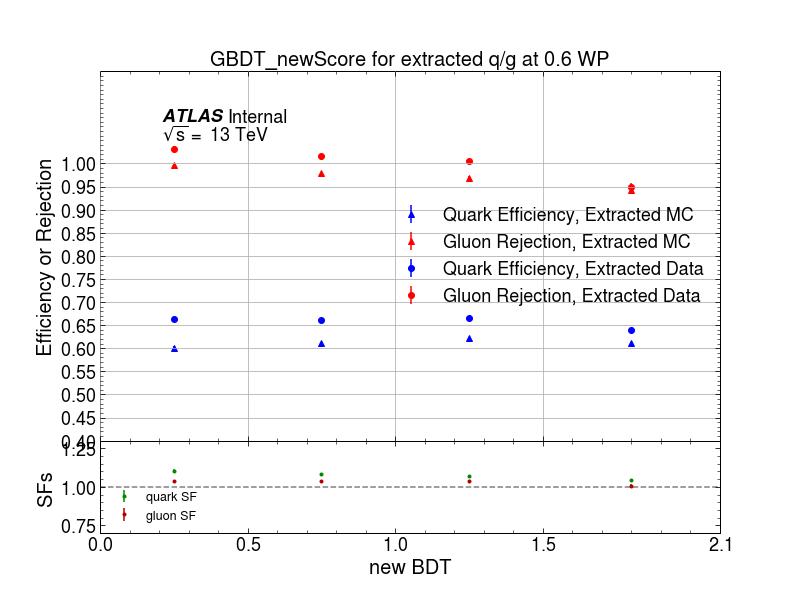 GBDT_newScore for extracted q/g at 0.6 WP
ATLAS Internal
√s = 13 TeV
Efficiency or Rejection
1.00
0.95
0.90
0.85
0.80
0.75
0.70
0.65
0.60
0.55
0.50
0.45
0.40
Quark Efficiency, Extracted MC
Gluon Rejection, Extracted MC
Quark Efficiency, Extracted Data
Gluon Rejection, Extracted Data
SFs
1.25
1.00
0.75
quark SF
gluon SF
0.0 0.5 1.0 1.5 2.1
new BDT